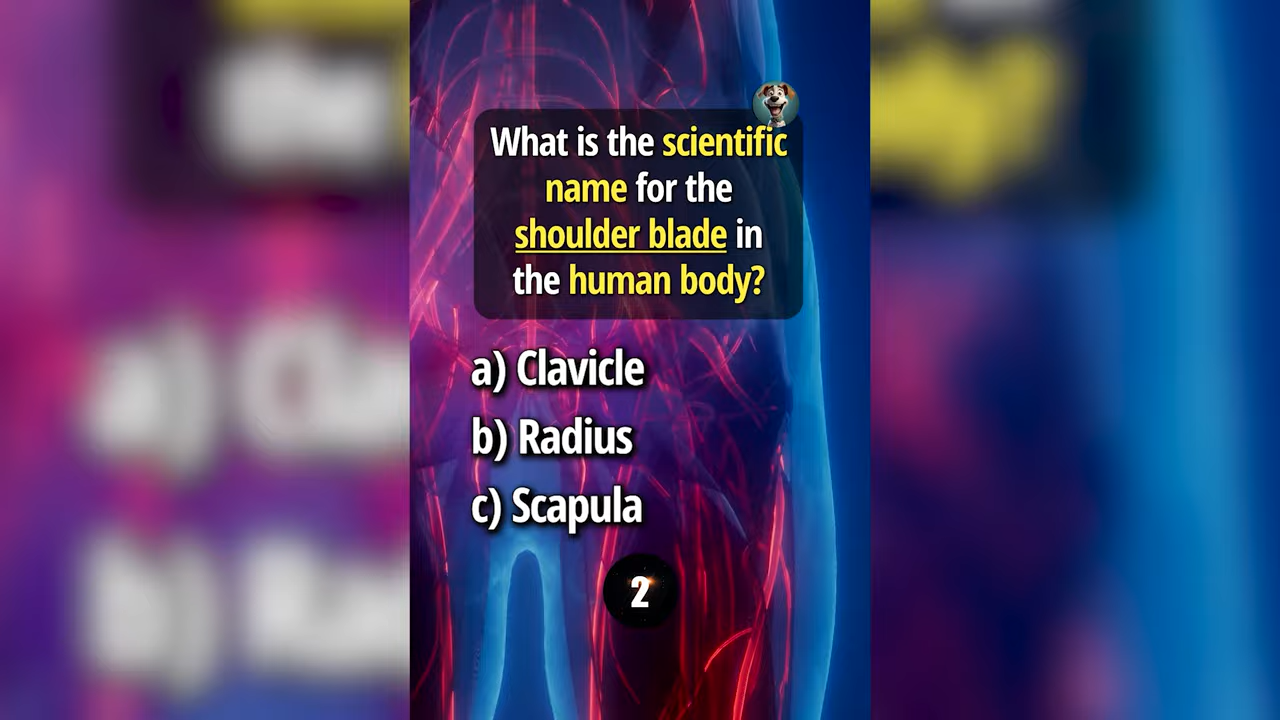 What is the scientific
name for the
shoulder blade in
the human body?
a) Clavicle
b) Radius
c) Scapula
2